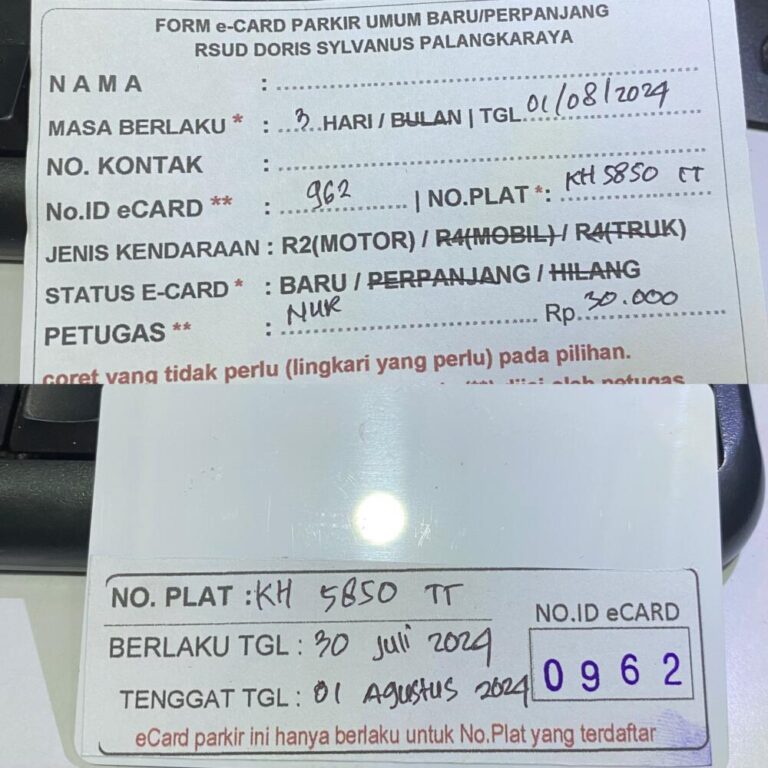 FORM e-CARD PARKIR UMUM BARU/PERPANJANG
RSUD DORIS SYLVANUS PALANGKARAYA
NAMA :
MASA BERLAKU * : 3 HARI / BULAN | TGL 01/08/2024
NO. KONTAK :
No.ID eCARD ** : 962 | NO.PLAT *: KH 5850 TT
JENIS KENDARAAN : R2(MOTOR) / R4(MOBIL) / R4(TRUK)
STATUS E-CARD * : BARU / PERPANJANG / HILANG
PETUGAS ** : NUR Rp. 30.000
coret yang tidak perlu (lingkari yang perlu) pada pilihan.
(**) diisi oleh petugas
NO. PLAT : KH 5850 TT
BERLAKU TGL : 30 Juli 2024
TENGGAT TGL : 01 Agustus 2024
NO.ID eCARD
0962
eCard parkir ini hanya berlaku untuk No.Plat yang terdaftar